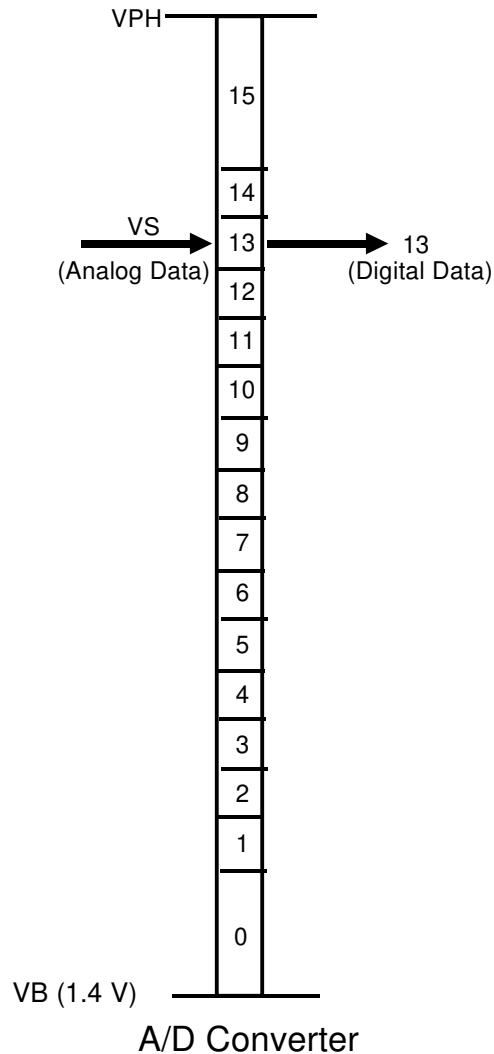 VPH
15
14
VS
13
13
(Analog Data)
(Digital Data)
12
11
10
9
8
7
6
5
4
3
2
1
0
VB (1.4 V)
A/D Converter